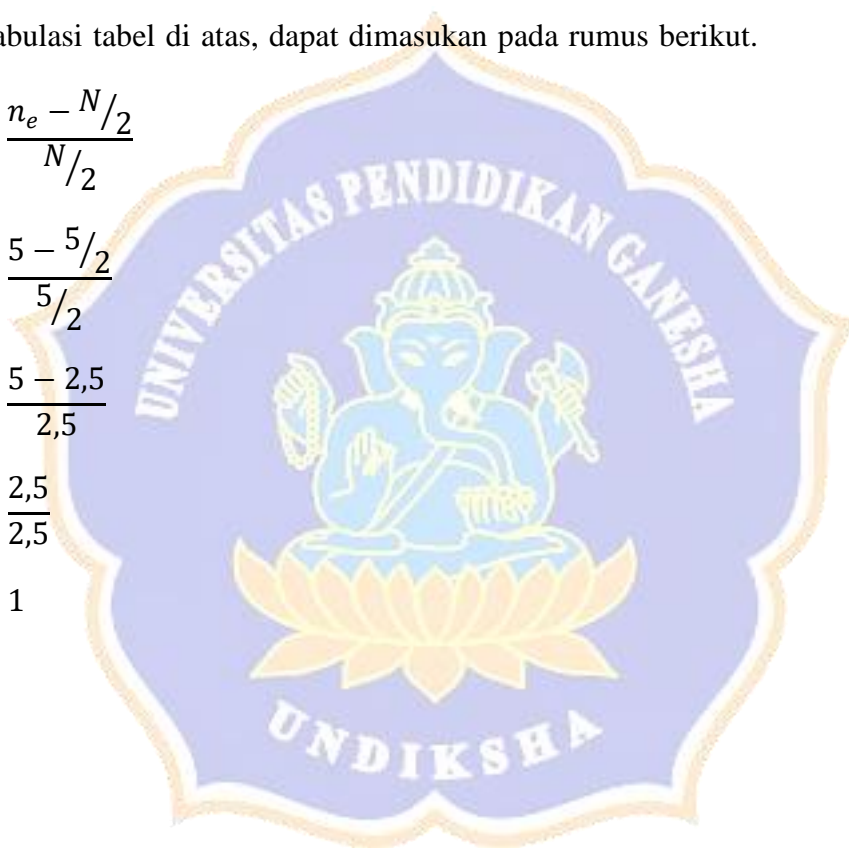 abulasi tabel di atas, dapat dimasukan pada rumus berikut.
n_e − N/2
N/2
5 − 5/2
5/2
5 − 2,5
2,5
2,5
2,5
1
UNIVERSITAS PENDIDIKAN GANESHA
UNDIKSHA